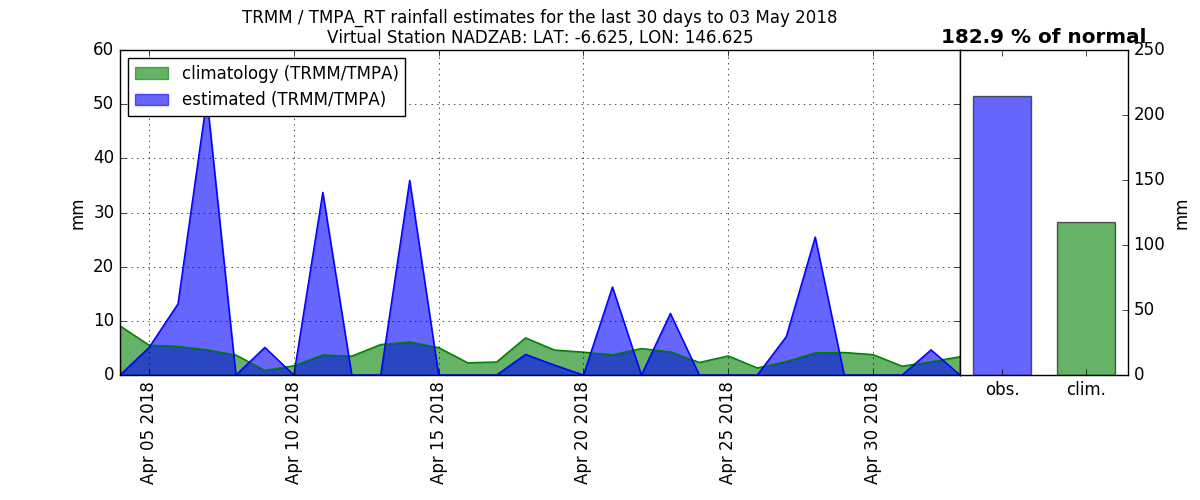 TRMM / TMPA_RT rainfall estimates for the last 30 days to 03 May 2018
Virtual Station NADZAB: LAT: -6.625, LON: 146.625
182.9 % of normal
climatology (TRMM/TMPA)
estimated (TRMM/TMPA)
60
50
40
30
20
10
0
mm
Apr 05 2018
Apr 10 2018
Apr 15 2018
Apr 20 2018
Apr 25 2018
Apr 30 2018
250
200
150
100
50
0
mm
obs.
clim.